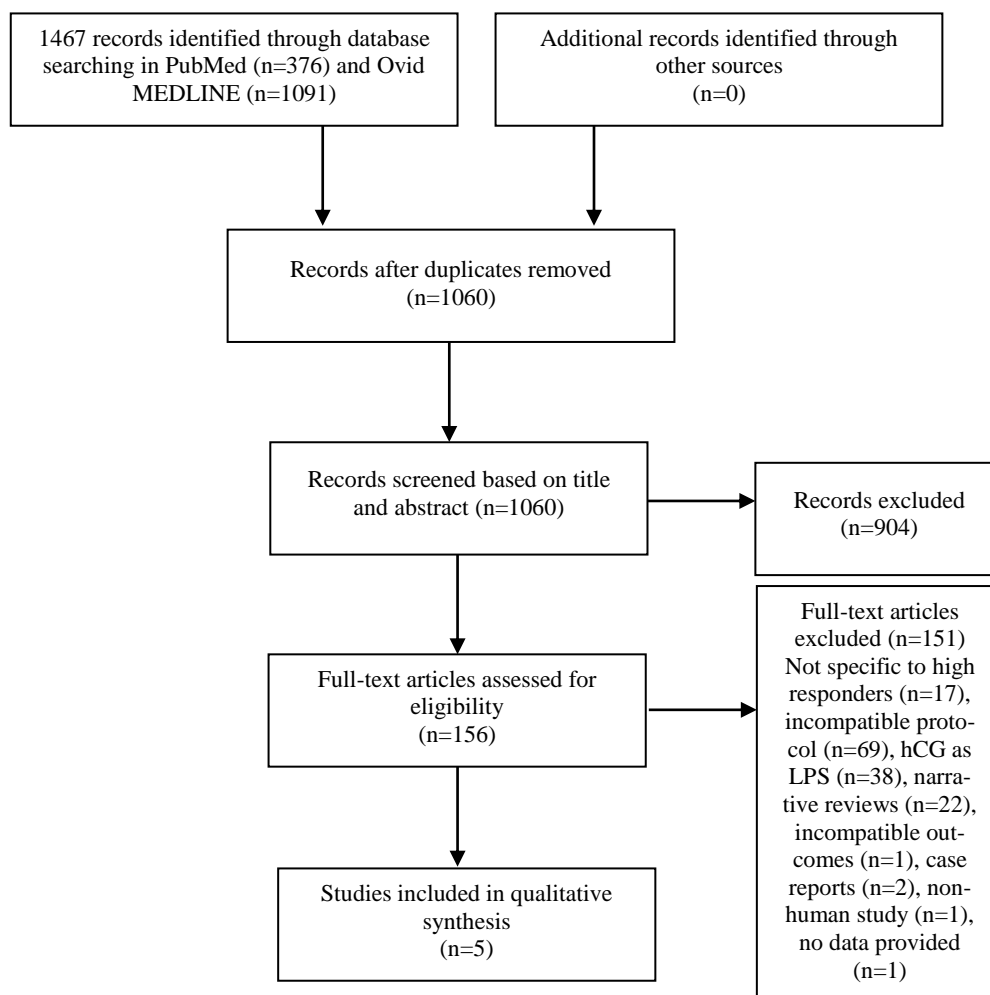 1467 records identified through database
searching in PubMed (n=376) and Ovid
MEDLINE (n=1091)
Additional records identified through
other sources
(n=0)
Records after duplicates removed
(n=1060)
Records screened based on title
and abstract (n=1060)
Records excluded
(n=904)
Full-text articles assessed for
eligibility
(n=156)
Full-text articles
excluded (n=151)
Not specific to high
responders (n=17),
incompatible proto-
col (n=69), hCG as
LPS (n=38), narra-
tive reviews (n=22),
incompatible out-
comes (n=1), case
reports (n=2), non-
human study (n=1),
no data provided
(n=1)
Studies included in qualitative
synthesis
(n=5)